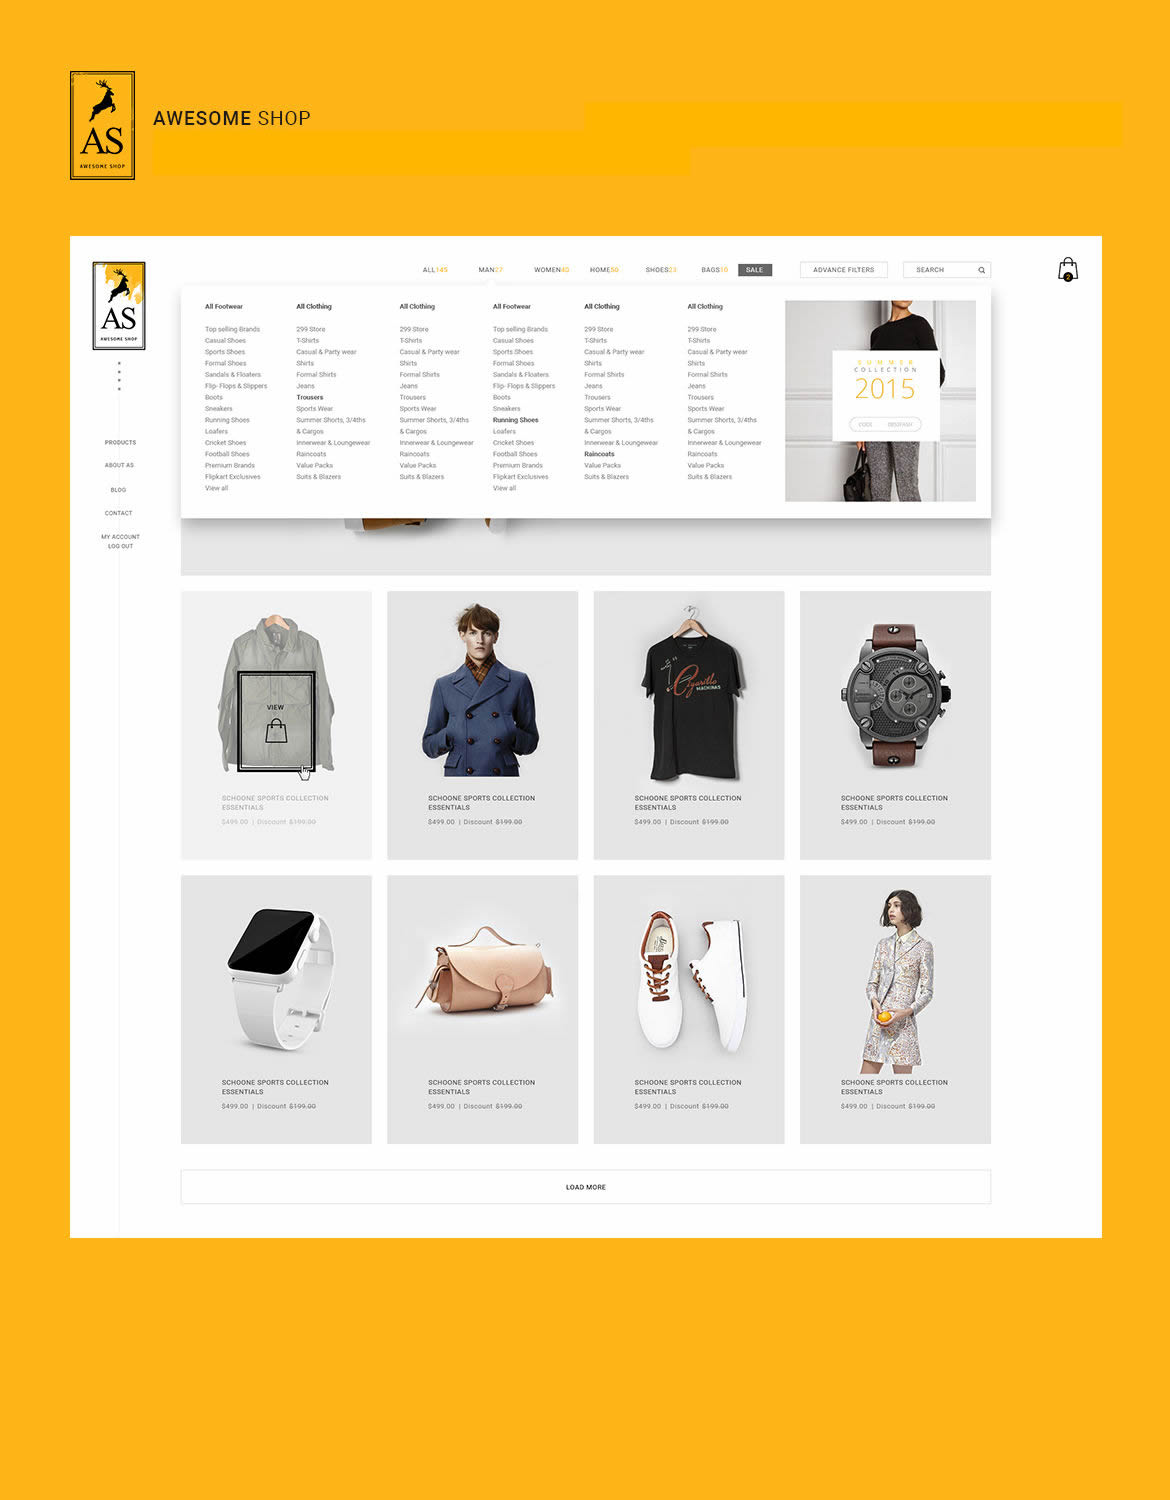 AWESOME SHOP
AS
AWESOME SHOP
AS
AWESOME SHOP
ALL145 MAN27 WOMEN40 HOME50 SHOES23 BAGS10 SALE ADVANCE FILTERS SEARCH
2
PRODUCTS
ABOUT AS
BLOG
CONTACT
MY ACCOUNT
LOG OUT
All Footwear
Top selling Brands
Casual Shoes
Sports Shoes
Formal Shoes
Sandals & Floaters
Flip- Flops & Slippers
Boots
Sneakers
Running Shoes
Loafers
Cricket Shoes
Football Shoes
Premium Brands
Flipkart Exclusives
View all
All Clothing
299 Store
T-Shirts
Casual & Party wear
Shirts
Formal Shirts
Jeans
Trousers
Sports Wear
Summer Shorts, 3/4ths
& Cargos
Innerwear & Loungewear
Raincoats
Value Packs
Suits & Blazers
All Clothing
299 Store
T-Shirts
Casual & Party wear
Shirts
Formal Shirts
Jeans
Trousers
Sports Wear
Summer Shorts, 3/4ths
& Cargos
Innerwear & Loungewear
Raincoats
Value Packs
Suits & Blazers
All Footwear
Top selling Brands
Casual Shoes
Sports Shoes
Formal Shoes
Sandals & Floaters
Flip- Flops & Slippers
Boots
Sneakers
Running Shoes
Loafers
Cricket Shoes
Football Shoes
Premium Brands
Flipkart Exclusives
View all
All Clothing
299 Store
T-Shirts
Casual & Party wear
Shirts
Formal Shirts
Jeans
Trousers
Sports Wear
Summer Shorts, 3/4ths
& Cargos
Innerwear & Loungewear
Raincoats
Value Packs
Suits & Blazers
All Clothing
299 Store
T-Shirts
Casual & Party wear
Shirts
Formal Shirts
Jeans
Trousers
Sports Wear
Summer Shorts, 3/4ths
& Cargos
Innerwear & Loungewear
Raincoats
Value Packs
Suits & Blazers
SUMMER
COLLECTION
2015
CODE
VIEW
SCHOONE SPORTS COLLECTION
ESSENTIALS
$499.00 | Discount $199.00
SCHOONE SPORTS COLLECTION
ESSENTIALS
$499.00 | Discount $199.00
MACHINAS
SCHOONE SPORTS COLLECTION
ESSENTIALS
$499.00 | Discount $199.00
SCHOONE SPORTS COLLECTION
ESSENTIALS
$499.00 | Discount $199.00
SCHOONE SPORTS COLLECTION
ESSENTIALS
$499.00 | Discount $199.00
SCHOONE SPORTS COLLECTION
ESSENTIALS
$499.00 | Discount $199.00
SCHOONE SPORTS COLLECTION
ESSENTIALS
$499.00 | Discount $199.00
SCHOONE SPORTS COLLECTION
ESSENTIALS
$499.00 | Discount $199.00
LOAD MORE